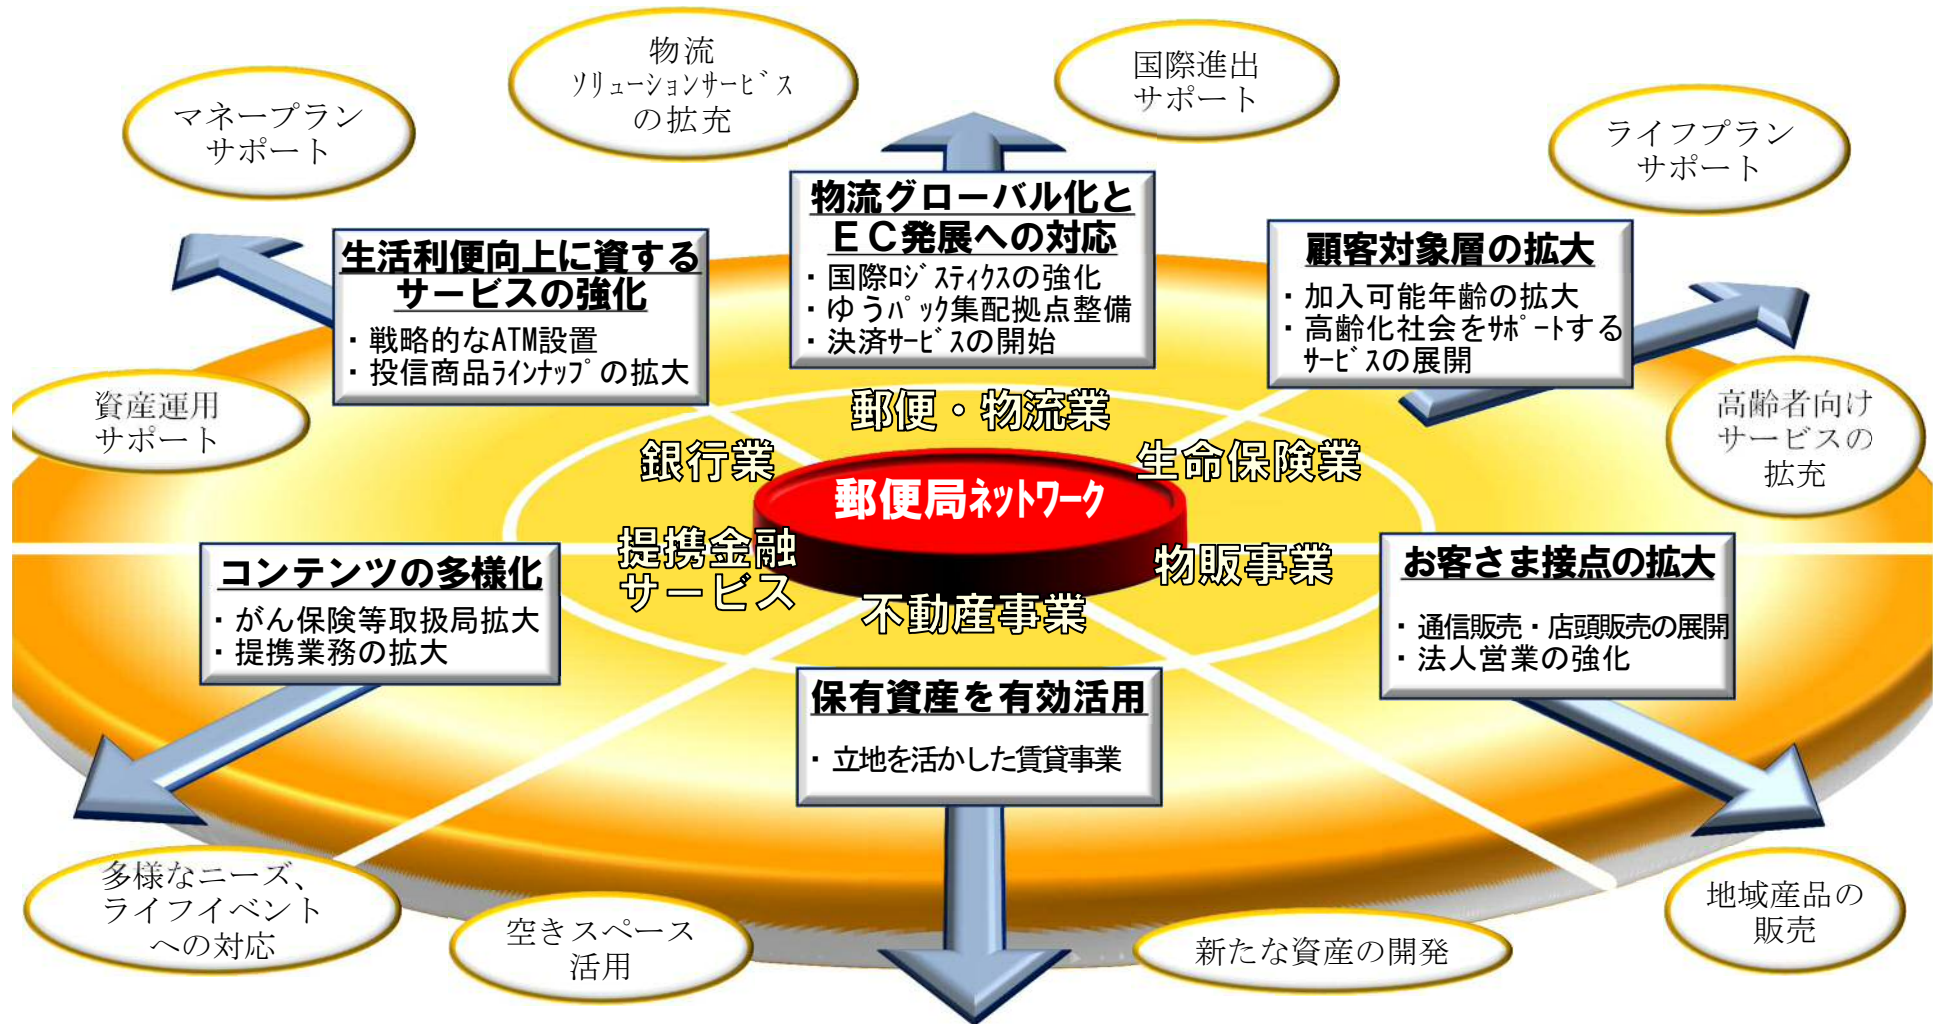 物流
ソリューションサービス
の拡充
国際進出
サポート
マネープラン
サポート
ライフプラン
サポート
物流グローバル化と
ＥＣ発展への対応
・国際ロジスティクスの強化
・ゆうパック集配拠点整備
・決済サービスの開始
生活利便向上に資する
サービスの強化
・戦略的なATM設置
・投信商品ラインナップの拡大
顧客対象層の拡大
・加入可能年齢の拡大
・高齢化社会をサポートする
サービスの展開
資産運用
サポート
高齢者向け
サービスの
拡充
郵便・物流業
銀行業
生命保険業
郵便局ネットワーク
提携金融
サービス
物販事業
不動産事業
コンテンツの多様化
・がん保険等取扱局拡大
・提携業務の拡大
お客さま接点の拡大
・通信販売・店頭販売の展開
・法人営業の強化
保有資産を有効活用
・立地を活かした賃貸事業
多様なニーズ、
ライフイベント
への対応
空きスペース
活用
新たな資産の開発
地域産品の
販売